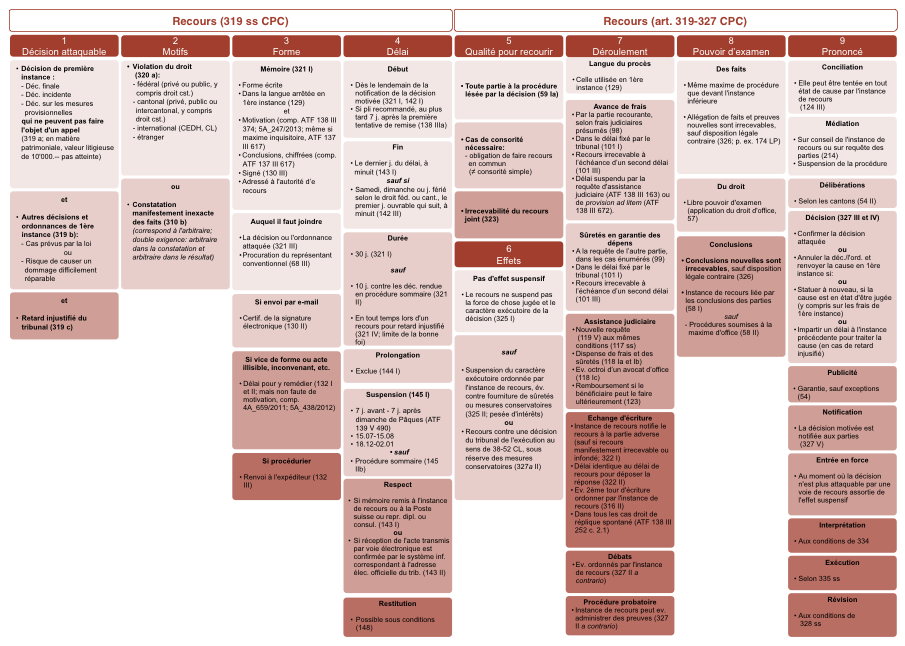 Recours (319 ss CPC)
1
Décision attaquable
• Décision de première
instance :
- Déc. finale
- Déc. incidente
- Déc. sur les mesures
provisionnelles
qui ne peuvent pas faire
l'objet d'un appel
(319 a; en matière
patrimoniale, valeur litigieuse
de 10'000.-- pas atteinte)
et
• Autres décisions et
ordonnances de 1ère
instance (319 b):
- Cas prévus par la loi
ou
- Risque de causer un
dommage difficilement
réparable
et
• Retard injustifié du
tribunal (319 c)
2
Motifs
• Violation du droit
(320 a):
- fédéral (privé ou public, y
compris droit cst.)
- cantonal (privé, public ou
intercantonal, y compris
droit cst.)
- international (CEDH, CL)
- étranger
ou
• Constatation
manifestement inexacte
des faits (310 b)
(correspond à l'arbitraire;
double exigence: arbitraire
dans la constatation et
arbitraire dans le résultat)
3
Forme
Mémoire (321 I)
• Forme écrite
• Dans la langue arrêtée en
1ère instance (129)
et
• Motivation (comp. ATF 138 III
374; 5A_247/2013; même si
maxime inquisitoire, ATF 137
III 617)
• Conclusions, chiffrées (comp.
ATF 137 III 617)
• Signé (130 III)
• Adressé à l'autorité d'e
recours
Auquel il faut joindre
• La décision ou l'ordonnance
attaquée (321 III)
• Procuration du représentant
conventionnel (68 III)
Si envoi par e-mail
• Certif. de la signature
électronique (130 II)
Si vice de forme ou acte
illisible, inconvenant, etc.
• Délai pour y remédier (132 I
et II; mais non faute de
motivation, comp.
4A_659/2011; 5A_438/2012)
Si procédurier
• Renvoi à l'expéditeur (132
III)
4
Délai
Début
• Dès le lendemain de la
notification de la décision
motivée (321 I, 142 I)
• Si pli recommandé, au plus
tard 7 j. après la première
tentative de remise (138 IIIa)
Fin
• Le dernier j. du délai, à
minuit (143 I)
sauf si
• Samedi, dimanche ou j. férié
selon le droit féd. ou cant., le
premier j. ouvrable qui suit, à
minuit (142 III)
Durée
• 30 j. (321 I)
sauf
• 10 j. contre les déc. rendue
en procédure sommaire (321
II)
• En tout temps lors d'un
recours pour retard injustifié
(321 IV; limite de la bonne
foi)
Prolongation
• Exclue (144 I)
Suspension (145 I)
• 7 j. avant - 7 j. après
dimanche de Pâques (ATF
139 V 490)
• 15.07-15.08
• 18.12-02.01
• sauf
• Procédure sommaire (145
IIb)
Respect
• Si mémoire remis à l'instance
de recours ou à la Poste
suisse ou repr. dipl. ou
consul. (143 I)
ou
• Si réception de l'acte transmis
par voie électronique est
confirmée par le système inf.
correspondant à l'adresse
élec. officielle du trib. (143 II)
Restitution
• Possible sous conditions
(148)
Recours (art. 319-327 CPC)
5
Qualité pour recourir
• Toute partie à la procédure
lésée par la décision (59 Ia)
• Cas de consorité
nécessaire:
- obligation de faire recours
en commun
(≠ consorité simple)
• Irrecevabilité du recours
joint (323)
6
Effets
Pas d'effet suspensif
• Le recours ne suspend pas
la force de chose jugée et le
caractère exécutoire de la
décision (325 I)
sauf
• Suspension du caractère
exécutoire ordonnée par
l'instance de recours, év.
contre fourniture de sûretés
ou mesures conservatoires
(325 II; pesée d'intérêts)
ou
• Recours contre une décision
du tribunal de l'exécution au
sens de 38-52 CL, sous
réserve des mesures
conservatoires (327a II)
7
Déroulement
Langue du procès
• Celle utilisée en 1ère
instance (129)
Avance de frais
• Par la partie recourante,
selon frais judiciaires
présumés (98)
• Dans le délai fixé par le
tribunal (101 I)
• Recours irrecevable à
l'échéance d'un second délai
(101 III)
• Délai suspendu par la
requête d'assistance
judiciaire (ATF 138 III 163) ou
de provision ad litem (ATF
138 III 672).
Sûretés en garantie des
dépens
• A la requête de l'autre partie,
dans les cas énumérés (99)
• Dans le délai fixé par le
tribunal (101 I)
• Recours irrecevable à
l'échéance d'un second délai
(101 III)
Assistance judiciaire
• Nouvelle requête
(119 V) aux mêmes
conditions (117 ss)
• Dispense de frais et des
sûretés (118 Ia et Ib)
• Ev. octroi d'un avocat d'office
(118 Ic)
• Remboursement si le
bénéficiaire peut le faire
ultérieurement (123)
Echange d'écriture
• Instance de recours notifie le
recours à la partie adverse
(sauf si recours
manifestement irrecevable ou
infondé; 322 I)
• Délai identique au délai de
recours pour déposer la
réponse (322 II)
• Ev. 2ème tour d'écriture
ordonner par l'instance de
recours (316 II)
• Dans tous les cas droit de
réplique spontané (ATF 138 III
252 c. 2.1)
Débats
• Ev. ordonnés par l'instance
de recours (327 II a
contrario)
Procédure probatoire
• Instance de recours peut ev.
administrer des preuves (327
II a contrario)
8
Pouvoir d'examen
Des faits
• Même maxime de procédure
que devant l'instance
inférieure
• Allégation de faits et preuves
nouvelles sont irrecevables,
sauf disposition légale
contraire (326; p. ex. 174 LP)
Du droit
• Libre pouvoir d'examen
(application du droit d'office,
57)
Conclusions
• Conclusions nouvelles sont
irrecevables, sauf disposition
légale contraire (326)
• Instance de recours liée par
les conclusions des parties
(58 I)
sauf
- Procédures soumises à la
maxime d'office (58 II)
9
Prononcé
Conciliation
• Elle peut être tentée en tout
état de cause par l'instance
de recours
(124 III)
Médiation
• Sur conseil de l'instance de
recours ou sur requête des
parties (214)
• Suspension de la procédure
Délibérations
• Selon les cantons (54 II)
Décision (327 III et IV)
• Confirmer la décision
attaquée
ou
• Annuler la déc./l'ord. et
renvoyer la cause en 1ère
instance si:
ou
• Statuer à nouveau, si la
cause est en état d'être jugée
(y compris sur les frais de
1ère instance)
ou
• Impartir un délai à l'instance
précédente pour traiter la
cause (en cas de retard
injusifié)
Publicité
• Garantie, sauf exceptions
(54)
Notification
• La décision motivée est
notifiée aux parties
(327 V)
Entrée en force
• Au moment où la décision
n'est plus attaquable par une
voie de recours assortie de
l'effet suspensif
Interprétation
• Aux conditions de 334
Exécution
• Selon 335 ss
Révision
• Aux conditions de
328 ss